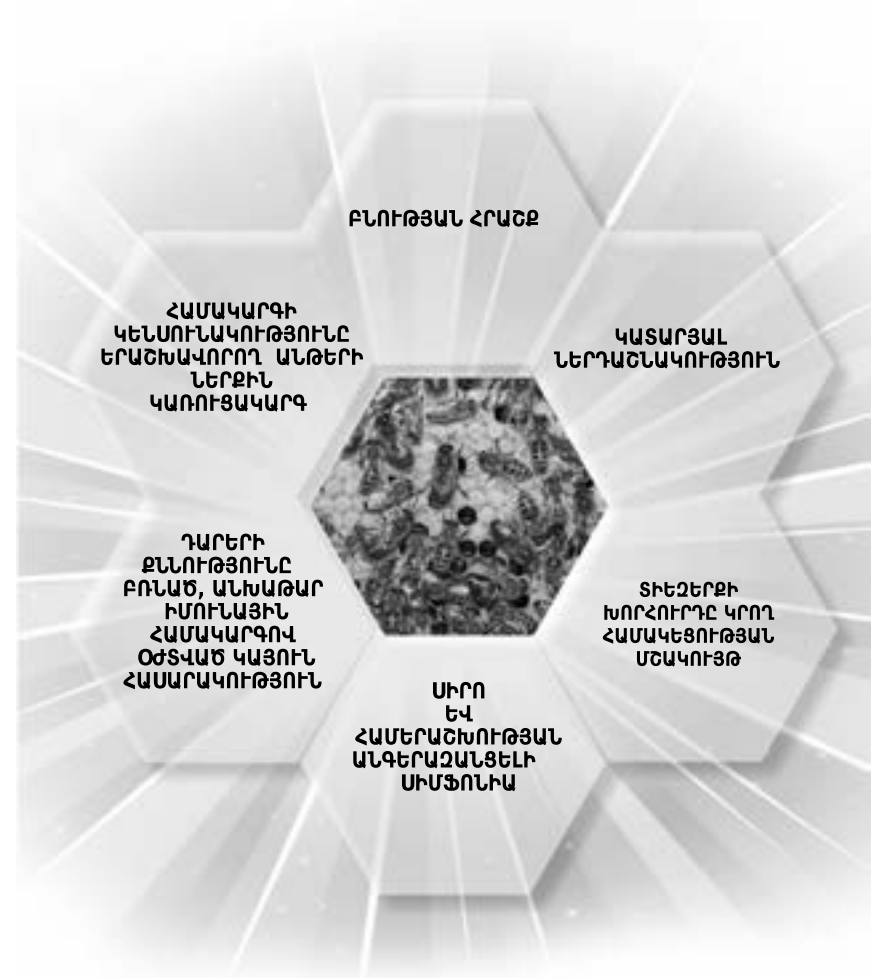 ԲՆՈՒԹՅԱՆ ՀՐԱՇՔ
ՀԱՄԱԿԱՐԳԻ
ԿԵՆՍՈՒՆԱԿՈՒԹՅՈՒՆԸ
ԵՐԱՇԽԱՎՈՐՈՂ ԱՆԹԵՐԻ
ՆԵՐՔԻՆ
ԿԱՌՈՒՑԱԿԱՐԳ
ԿԱՏԱՐՅԱԼ
ՆԵՐԴԱՇՆԱԿՈՒԹՅՈՒՆ
ԴԱՐԵՐԻ
ՔՆՆՈՒԹՅՈՒՆԸ
ԲՌՆԱԾ, ԱՆԽԱԹԱՐ
ԻՄՈՒՆԱՅԻՆ
ՀԱՄԱԿԱՐԳՈՎ
ՕԺՏՎԱԾ ԿԱՅՈՒՆ
ՀԱՍԱՐԱԿՈՒԹՅՈՒՆ
ՏԻԵԶԵՐՔԻ
ԽՈՐՀՈՒՐԴԸ ԿՐՈՂ
ՀԱՄԱԿԵՑՈՒԹՅԱՆ
ՄՇԱԿՈՒՅԹ
ՍԻՐՈ
ԵՎ
ՀԱՄԵՐԱՇԽՈՒԹՅԱՆ
ԱՆԳԵՐԱԶԱՆՑԵԼԻ
ՍԻՄՖՈՆԻԱ